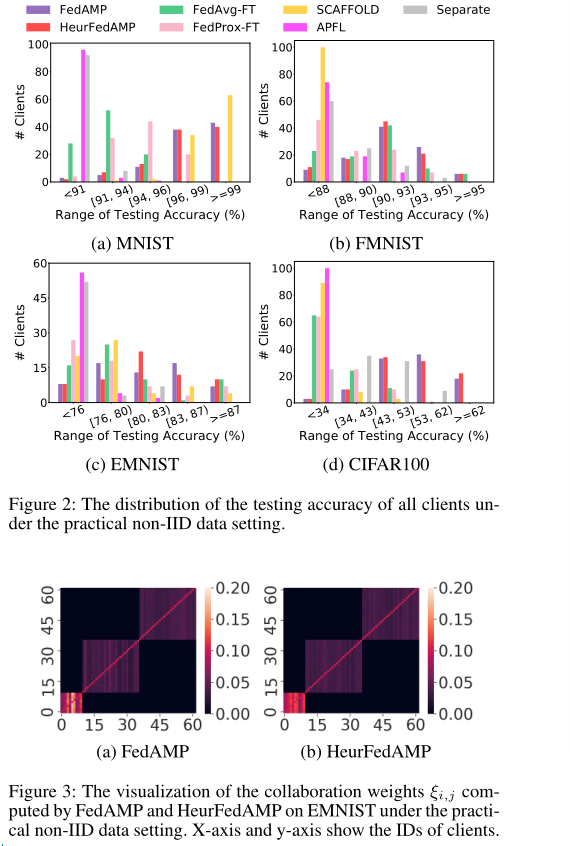 FedAMP FedAvg-FT SCAFFOLD Separate
HeurFedAMP FedProx-FT APFL
# Clients
100
80
60
40
20
0
<91 [91, 94) [94, 96) [96, 99) >=99
Range of Testing Accuracy (%)
(a) MNIST
# Clients
100
80
60
40
20
0
<88 [88, 90) [90, 93) [93, 95) >=95
Range of Testing Accuracy (%)
(b) FMNIST
# Clients
60
45
30
15
0
<76 [76, 80) [80, 83) [83, 87) >=87
Range of Testing Accuracy (%)
(c) EMNIST
# Clients
100
80
60
40
20
0
<34 [34, 43) [43, 53) [53, 62) >=62
Range of Testing Accuracy (%)
(d) CIFAR100
Figure 2: The distribution of the testing accuracy of all clients un-
der the practical non-IID data setting.
60
45
30
15
0
0 15 30 45 60
0.20
0.15
0.10
0.05
0.00
(a) FedAMP
60
45
30
15
0
0 15 30 45 60
0.20
0.15
0.10
0.05
0.00
(b) HeurFedAMP
Figure 3: The visualization of the collaboration weights ξi,j com-
puted by FedAMP and HeurFedAMP on EMNIST under the practi-
cal non-IID data setting. X-axis and y-axis show the IDs of clients.